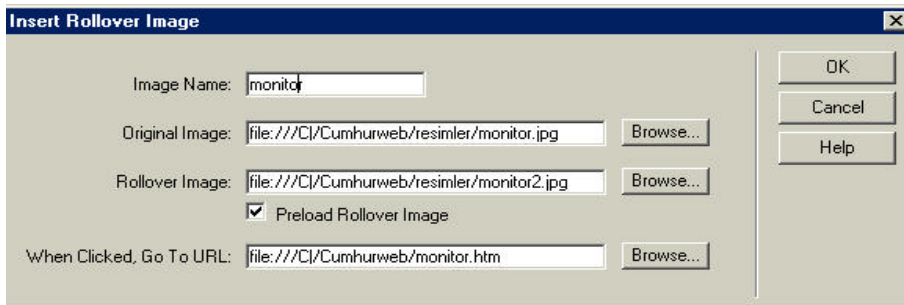 Insert Rollover Image
Image Name: monitor
OK
Original Image: file:///C|/Cumhurweb/resimler/monitor.jpg Browse...
Cancel
Rollover Image: file:///C|/Cumhurweb/resimler/monitor2.jpg Browse...
Help
Preload Rollover Image
When Clicked, Go To URL: file:///C|/Cumhurweb/monitor.htm Browse...